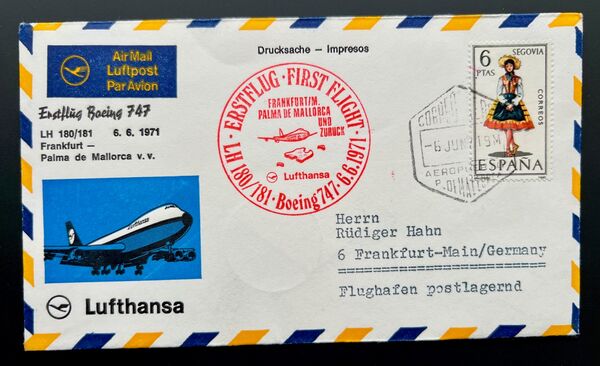 Air Mail
Luftpost
Par Avion
Erstflug Boeing 747
LH 180/181 6. 6. 1971
Frankfurt –
Palma de Mallorca v. v.
Lufthansa
Drucksache – Impresos
ERSTFLUG · FIRST FLIGHT ·
LH 180/181 · Boeing 747 · 6.6.1971
FRANKFURT/M.
PALMA DE MALLORCA
UND
ZURÜCK
Lufthansa
6
PTAS
SEGOVIA
CORREOS
ESPAÑA
-6 JUN
AEROPU
Herrn
Rüdiger Hahn
6 Frankfurt-Main/Germany
Flughafen postlagernd